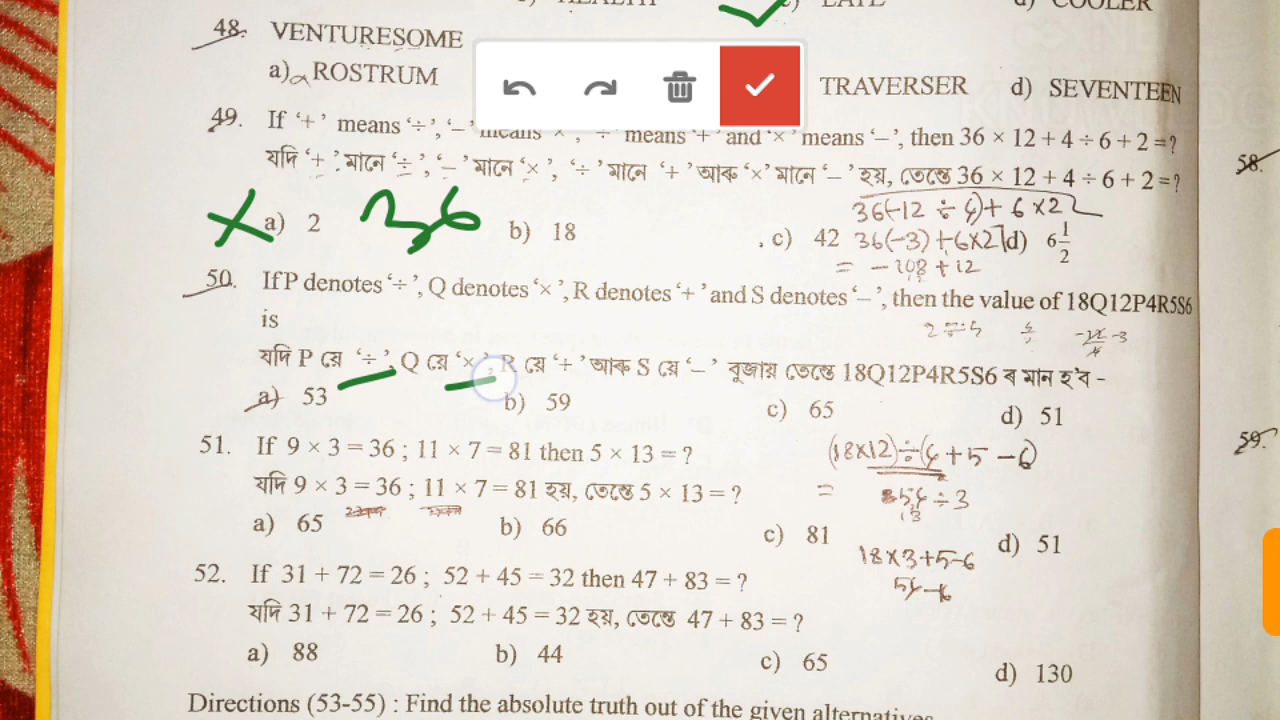 c) LATE d) COOLER
48. VENTURESOME
a) ROSTRUM TRAVERSER d) SEVENTEEN
49. If ‘+’ means ‘÷’, ‘–’ means ‘×’, ‘÷’ means ‘+’ and ‘×’ means ‘–’, then 36 × 12 + 4 ÷ 6 + 2 = ?
যদি ‘+’ মানে ‘÷’, ‘–’ মানে ‘×’, ‘÷’ মানে ‘+’ আৰু ‘×’ মানে ‘–’ হয়, তেন্তে 36 × 12 + 4 ÷ 6 + 2 = ?
36(-12 ÷ 4) + 6 × 2
a) 2 36 b) 18 c) 42 36(-3) + 6×2 d) 6 1/2
= -108 + 12
50. If P denotes ‘÷’, Q denotes ‘×’, R denotes ‘+’ and S denotes ‘–’, then the value of 18Q12P4R5S6
is
যদি P য়ে ‘÷’, Q য়ে ‘×’, R য়ে ‘+’ আৰু S য়ে ‘–’ বুজায় তেন্তে 18Q12P4R5S6 ৰ মান হ’ব -
a) 53 b) 59 c) 65 d) 51
51. If 9 × 3 = 36 ; 11 × 7 = 81 then 5 × 13 = ?
(18×12)÷(4+5 -6)
যদি 9 × 3 = 36 ; 11 × 7 = 81 হয়, তেন্তে 5 × 13 = ?
a) 65 b) 66 c) 81 d) 51
18×3+5-6
52. If 31 + 72 = 26 ; 52 + 45 = 32 then 47 + 83 = ?
যদি 31 + 72 = 26 ; 52 + 45 = 32 হয়, তেন্তে 47 + 83 = ?
a) 88 b) 44 c) 65 d) 130
Directions (53-55) : Find the absolute truth out of the given alternatives
58.
59.